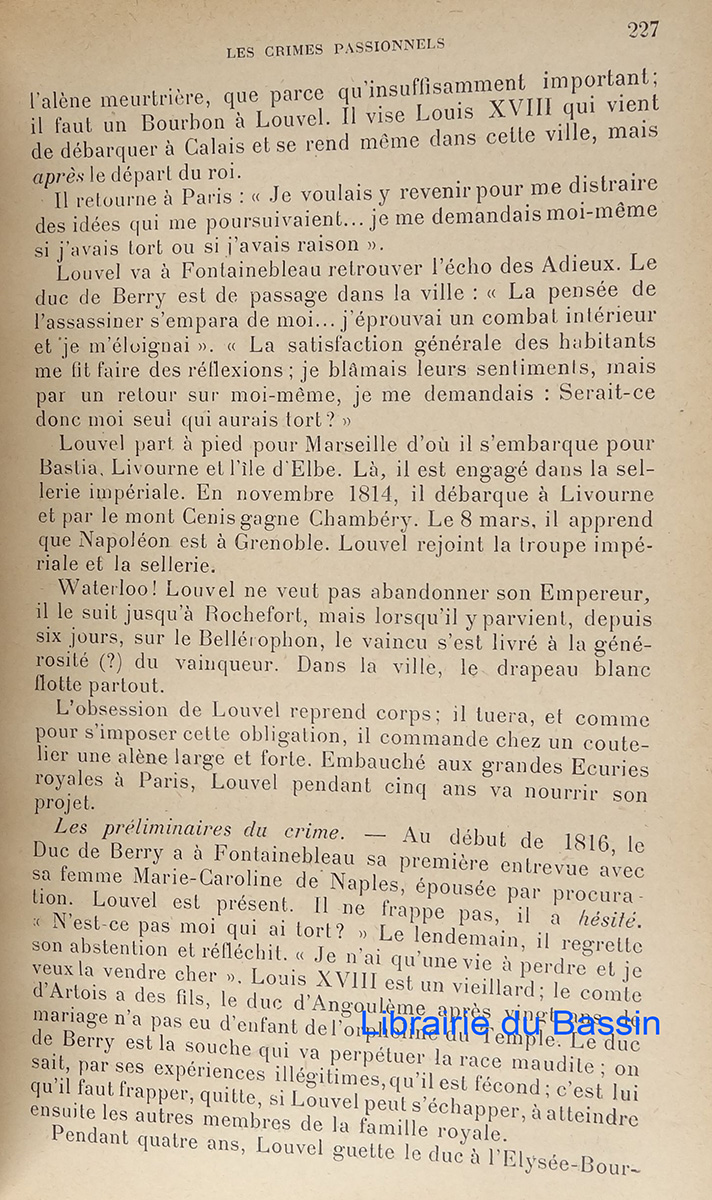 227
LES CRIMES PASSIONNELS
l'alène meurtrière, que parce qu'insuffisamment important;
il faut un Bourbon à Louvel. Il vise Louis XVIII qui vient
de débarquer à Calais et se rend même dans cette ville, mais
après le départ du roi.
Il retourne à Paris : « Je voulais y revenir pour me distraire
des idées qui me poursuivaient... je me demandais moi-même
si j'avais tort ou si j'avais raison ».
Louvel va à Fontainebleau retrouver l'écho des Adieux. Le
duc de Berry est de passage dans la ville : « La pensée de
l'assassiner s'empara de moi... j'éprouvai un combat intérieur
et je m'éloignai ». « La satisfaction générale des habitants
me fit faire des réflexions ; je blâmais leurs sentiments, mais
par un retour sur moi-même, je me demandais : Serait-ce
donc moi seul qui aurais tort ? »
Louvel part à pied pour Marseille d'où il s'embarque pour
Bastia, Livourne et l'île d'Elbe. Là, il est engagé dans la sel-
lerie impériale. En novembre 1814, il débarque à Livourne
et par le mont Cenis gagne Chambéry. Le 8 mars, il apprend
que Napoléon est à Grenoble. Louvel rejoint la troupe impé-
riale et la sellerie.
Waterloo! Louvel ne veut pas abandonner son Empereur,
il le suit jusqu'à Rochefort, mais lorsqu'il y parvient, depuis
six jours, sur le Bellérophon, le vaincu s'est livré à la géné-
rosité (?) du vainqueur. Dans la ville, le drapeau blanc
flotte partout.
L'obsession de Louvel reprend corps; il tuera, et comme
pour s'imposer cette obligation, il commande chez un coute-
lier une alène large et forte. Embauché aux grandes Ecuries
royales à Paris, Louvel pendant cinq ans va nourrir son
projet.
Les préliminaires du crime. — Au début de 1816, le
Duc de Berry a à Fontainebleau sa première entrevue avec
sa femme Marie-Caroline de Naples, épousée par procura-
tion. Louvel est présent. Il ne frappe pas, il a hésité.
« N'est-ce pas moi qui ai tort? » Le lendemain, il regrette
son abstention et réfléchit. « Je n'ai qu'une vie à perdre et je
veux la vendre cher ». Louis XVIII est un vieillard; le comte
d'Artois a des fils, le duc d'Angoulême après vingt ans de
mariage n'a pas eu d'enfant de l'orpheline du Temple. Le duc
de Berry est la souche qui va perpétuer la race maudite ; on
sait, par ses expériences illégitimes, qu'il est fécond ; c'est lui
qu'il faut frapper, quitte, si Louvel peut s'échapper, à atteindre
ensuite les autres membres de la famille royale.
Pendant quatre ans, Louvel guette le duc à l'Elysée-Bour-
Librairie du Bassin